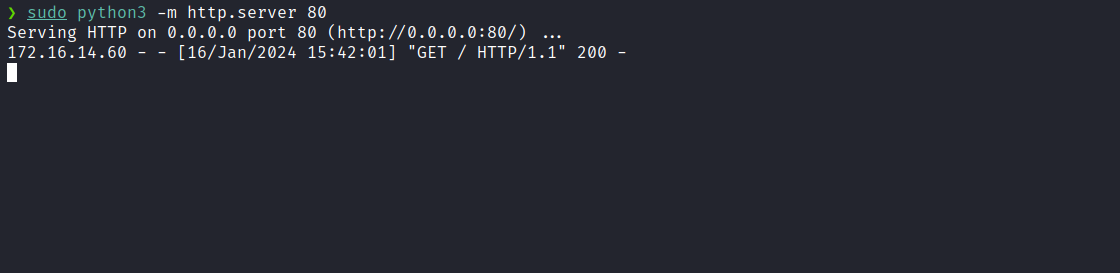 ❯ sudo python3 -m http.server 80
Serving HTTP on 0.0.0.0 port 80 (http://0.0.0.0:80/) ...
172.16.14.60 - - [16/Jan/2024 15:42:01] "GET / HTTP/1.1" 200 -